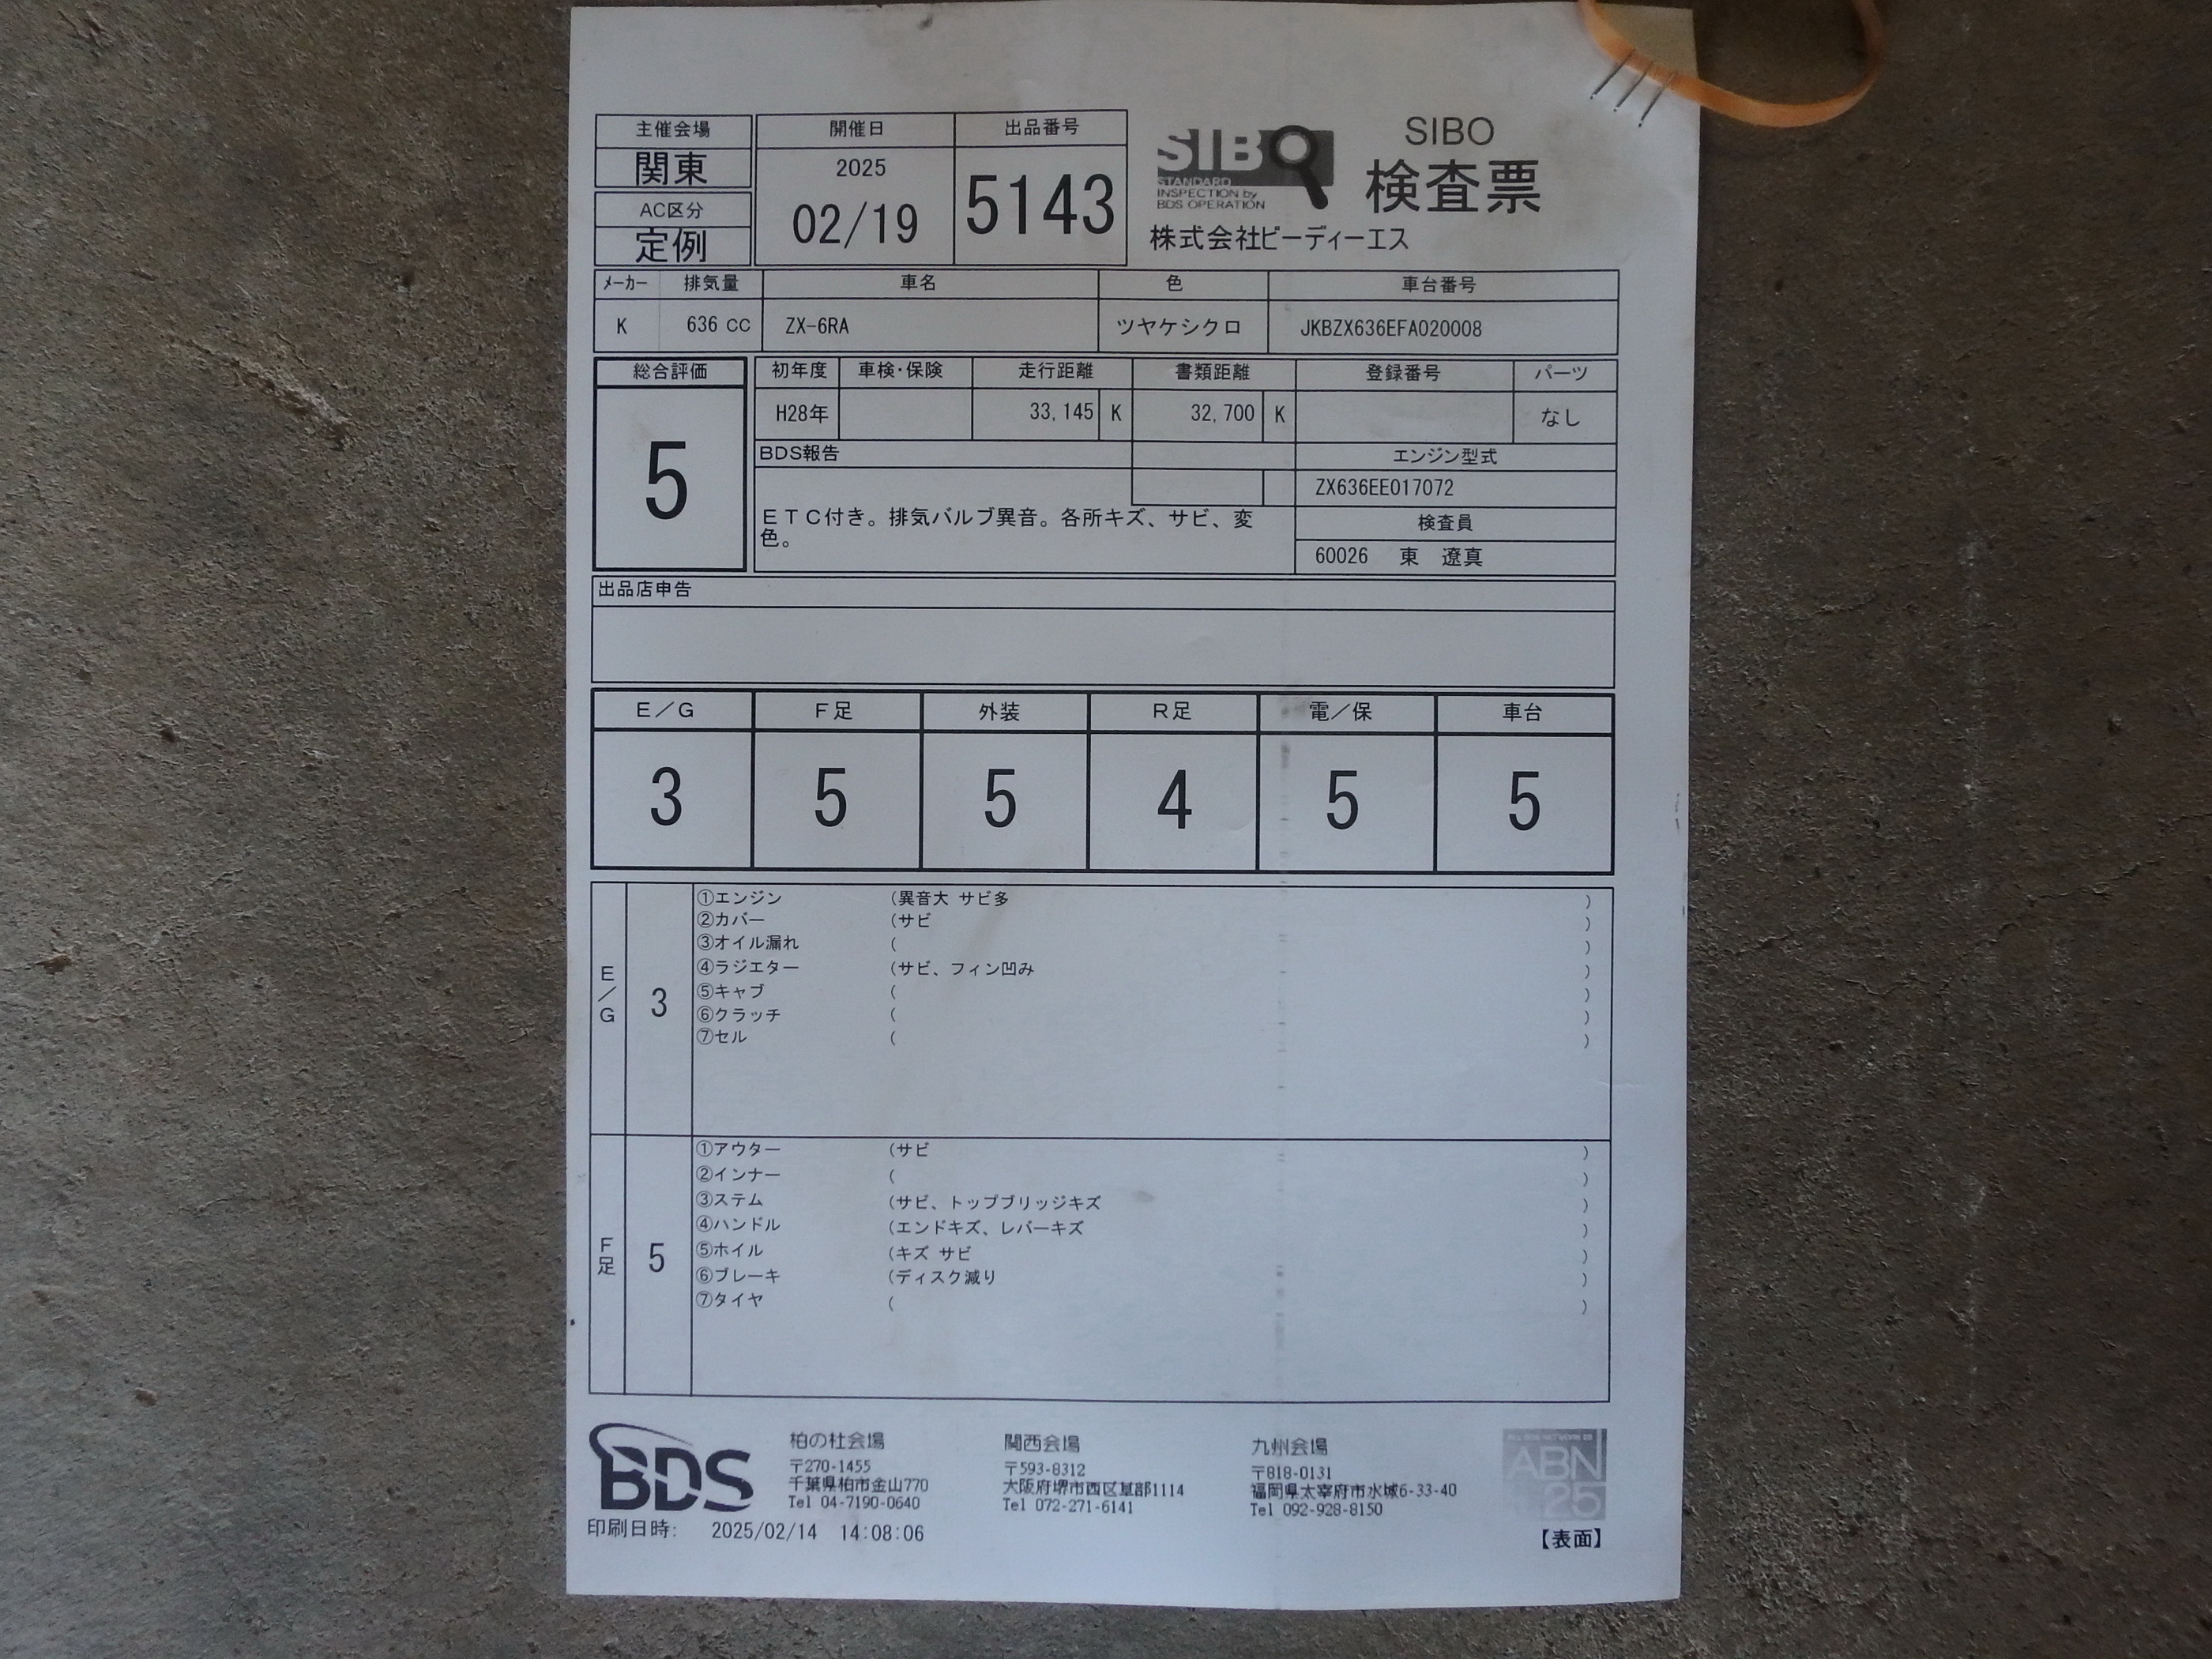 主催会場 開催日 出品番号
関東 2025 02/19 5143
AC区分
定例
SIBO
STANDARD
INSPECTION by
BDS OPERATION
SIBO
検査票
株式会社ビーディーエス
メーカー 排気量 車名 色 車台番号
K 636 CC ZX-6RA ツヤケシクロ JKBZX636EFA020008
総合評価 初年度 車検・保険 走行距離 書類距離 登録番号 パーツ
5 H28年 33,145 K 32,700 K なし
BDS報告 エンジン型式
ZX636EE017072
ETC付き。排気バルブ異音。各所キズ、サビ、変
色。
検査員
60026 東 遼真
出品店申告
E/G F足 外装 R足 電/保 車台
3 5 5 4 5 5
E/G 3
①エンジン (異音大 サビ多 )
②カバー (サビ )
③オイル漏れ ( )
④ラジエター (サビ、フィン凹み )
⑤キャブ ( )
⑥クラッチ ( )
⑦セル ( )
F足 5
①アウター (サビ )
②インナー ( )
③ステム (サビ、トップブリッジキズ )
④ハンドル (エンドキズ、レバーキズ )
⑤ホイル (キズ サビ )
⑥ブレーキ (ディスク減り )
⑦タイヤ ( )
BDS
柏の杜会場
〒270-1455
千葉県柏市金山770
Tel 04-7190-0640
関西会場
〒593-8312
大阪府堺市西区草部1114
Tel 072-271-6141
九州会場
〒818-0131
福岡県太宰府市水城6-33-40
Tel 092-928-8150
ABN
25
印刷日時: 2025/02/14 14:08:06
【表面】